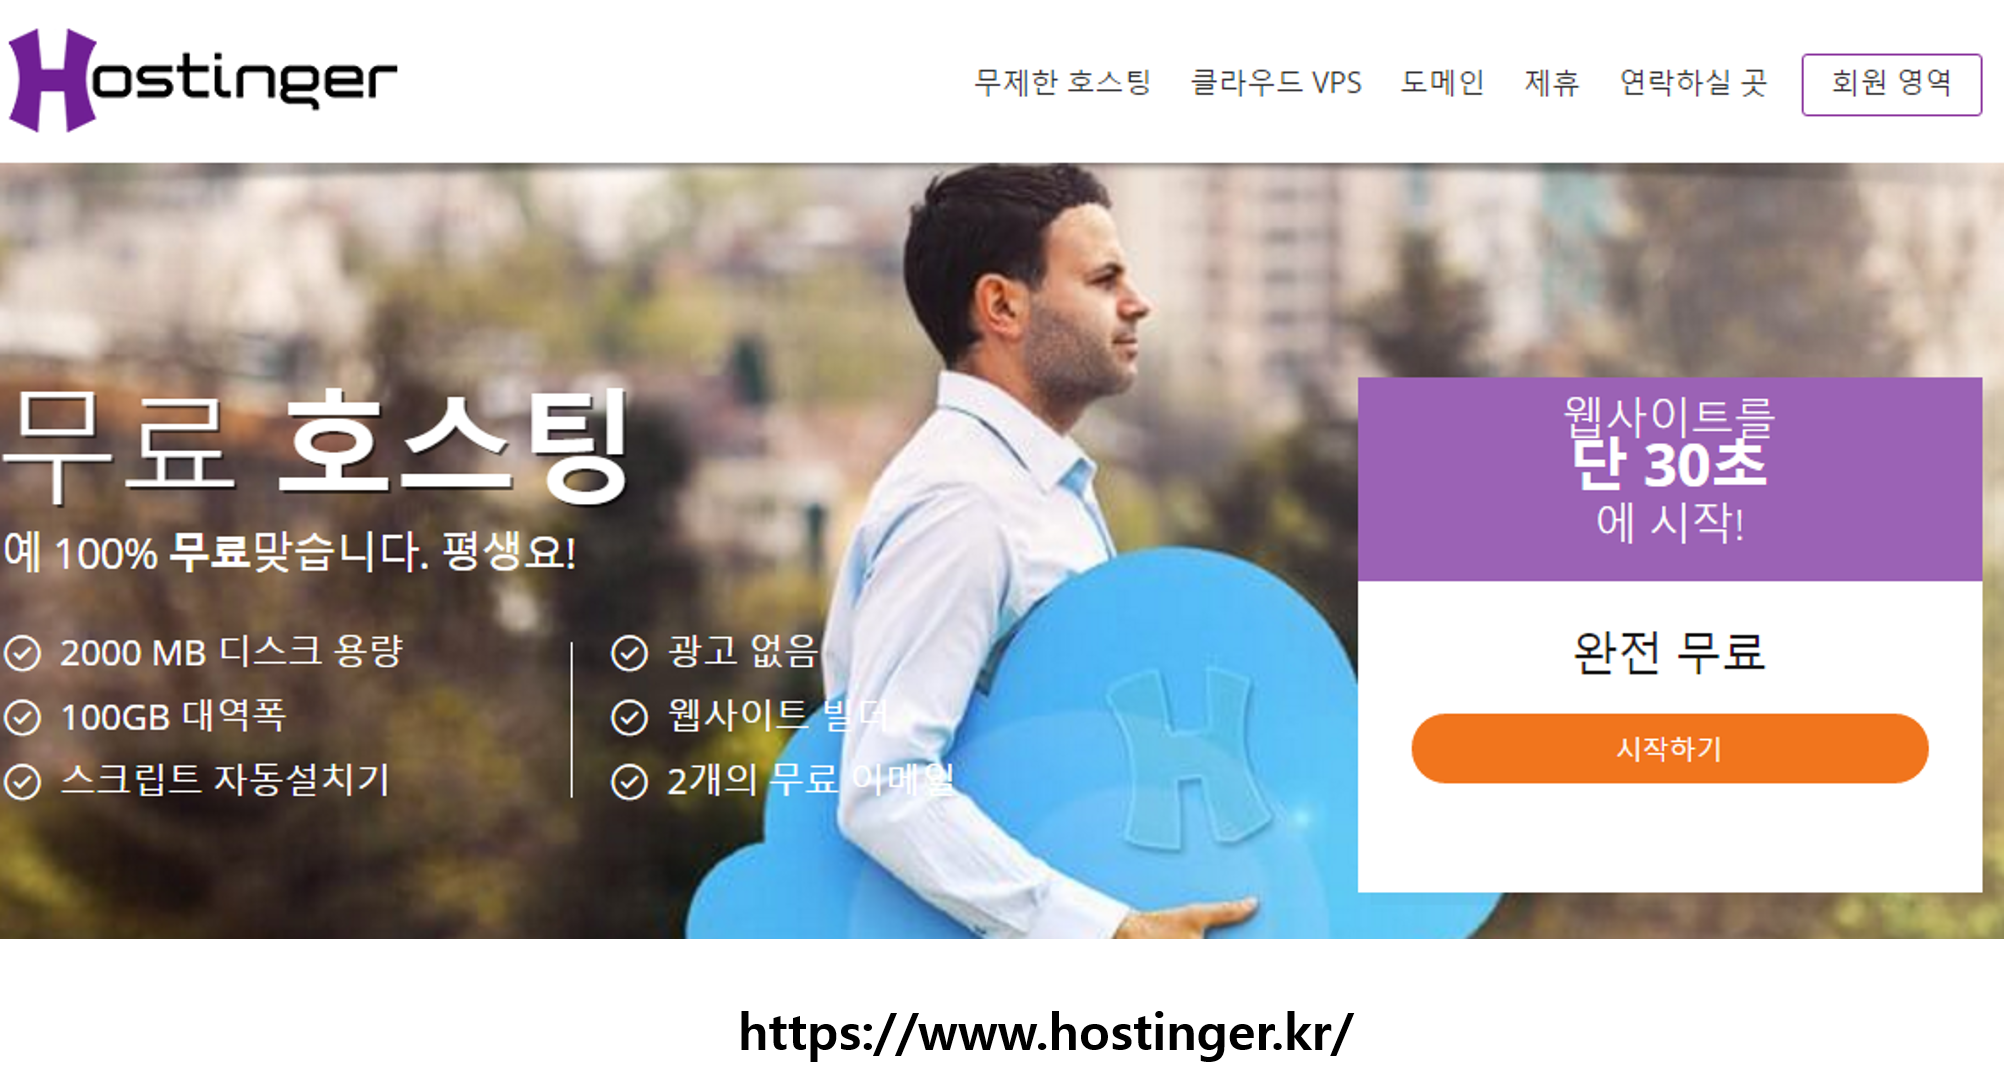 Hostinger
무제한 호스팅 클라우드 VPS 도메인 제휴 연락하실 곳 회원 영역
무료 호스팅
예 100% 무료맞습니다. 평생요!
2000 MB 디스크 용량
100GB 대역폭
스크립트 자동설치기
광고 없음
웹사이트 빌더
2개의 무료 이메일
H
웹사이트를
단 30초
에 시작!
완전 무료
시작하기
https://www.hostinger.kr/